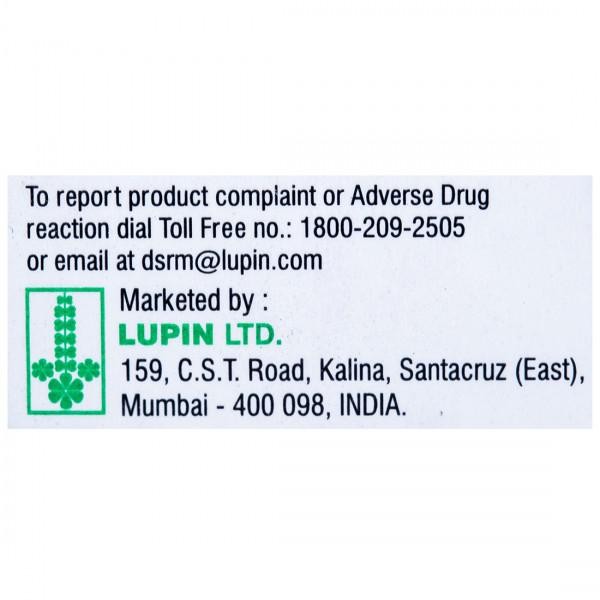 To report product complaint or Adverse Drug
reaction dial Toll Free no.: 1800-209-2505
or email at dsrm@lupin.com
Marketed by :
LUPIN LTD.
159, C.S.T. Road, Kalina, Santacruz (East),
Mumbai - 400 098, INDIA.